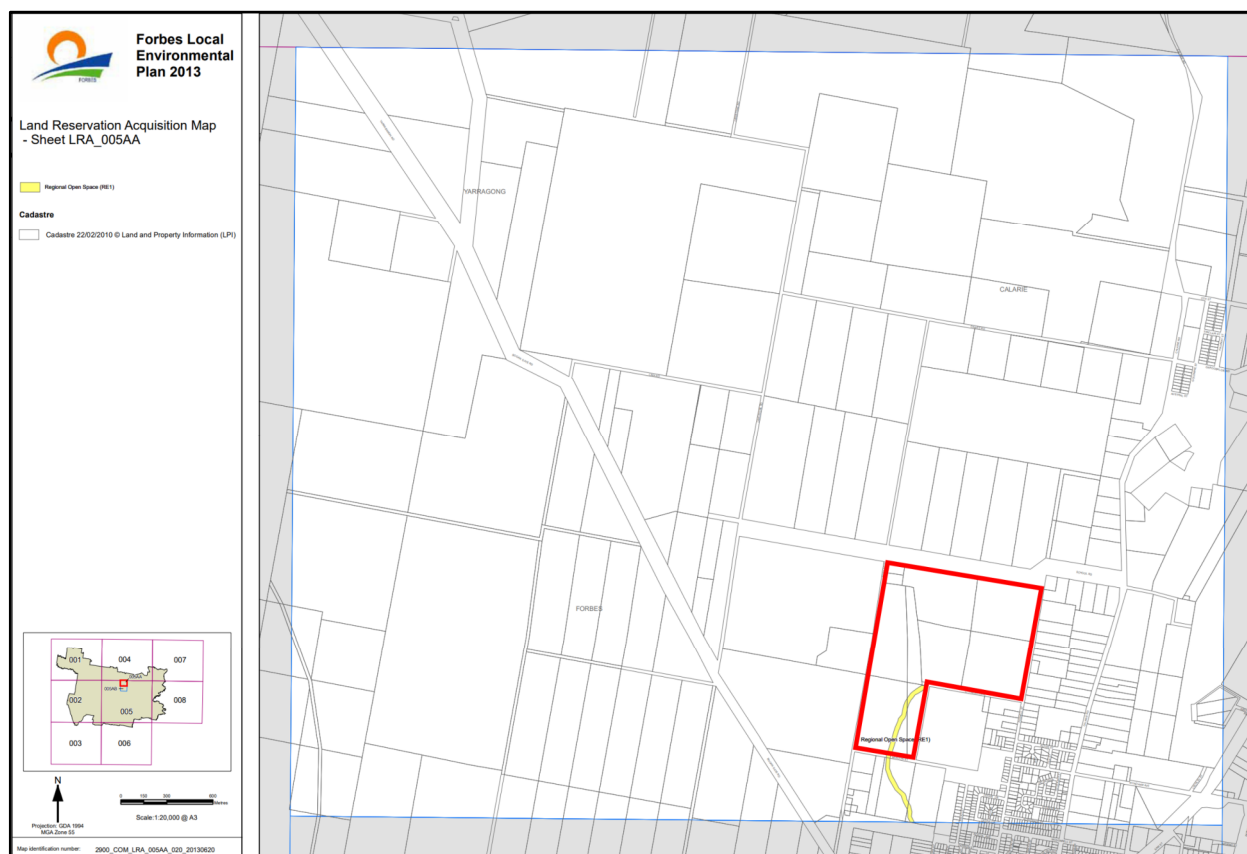 Forbes Local
Environmental
Plan 2013
FORBES
Land Reservation Acquisition Map
- Sheet LRA_005AA
Regional Open Space (RE1)
Cadastre
Cadastre 22/02/2010 © Land and Property Information (LPI)
YARRAGONG
CALARIE
FORBES
Regional Open Space (RE1)
001
004
007
002
005
008
003
006
N
0 150 300 600
Metres
Scale:1:20,000 @ A3
Projection: GDA 1994
MGA Zone 55
Map identification number: 2900_COM_LRA_005AA_020_20130620